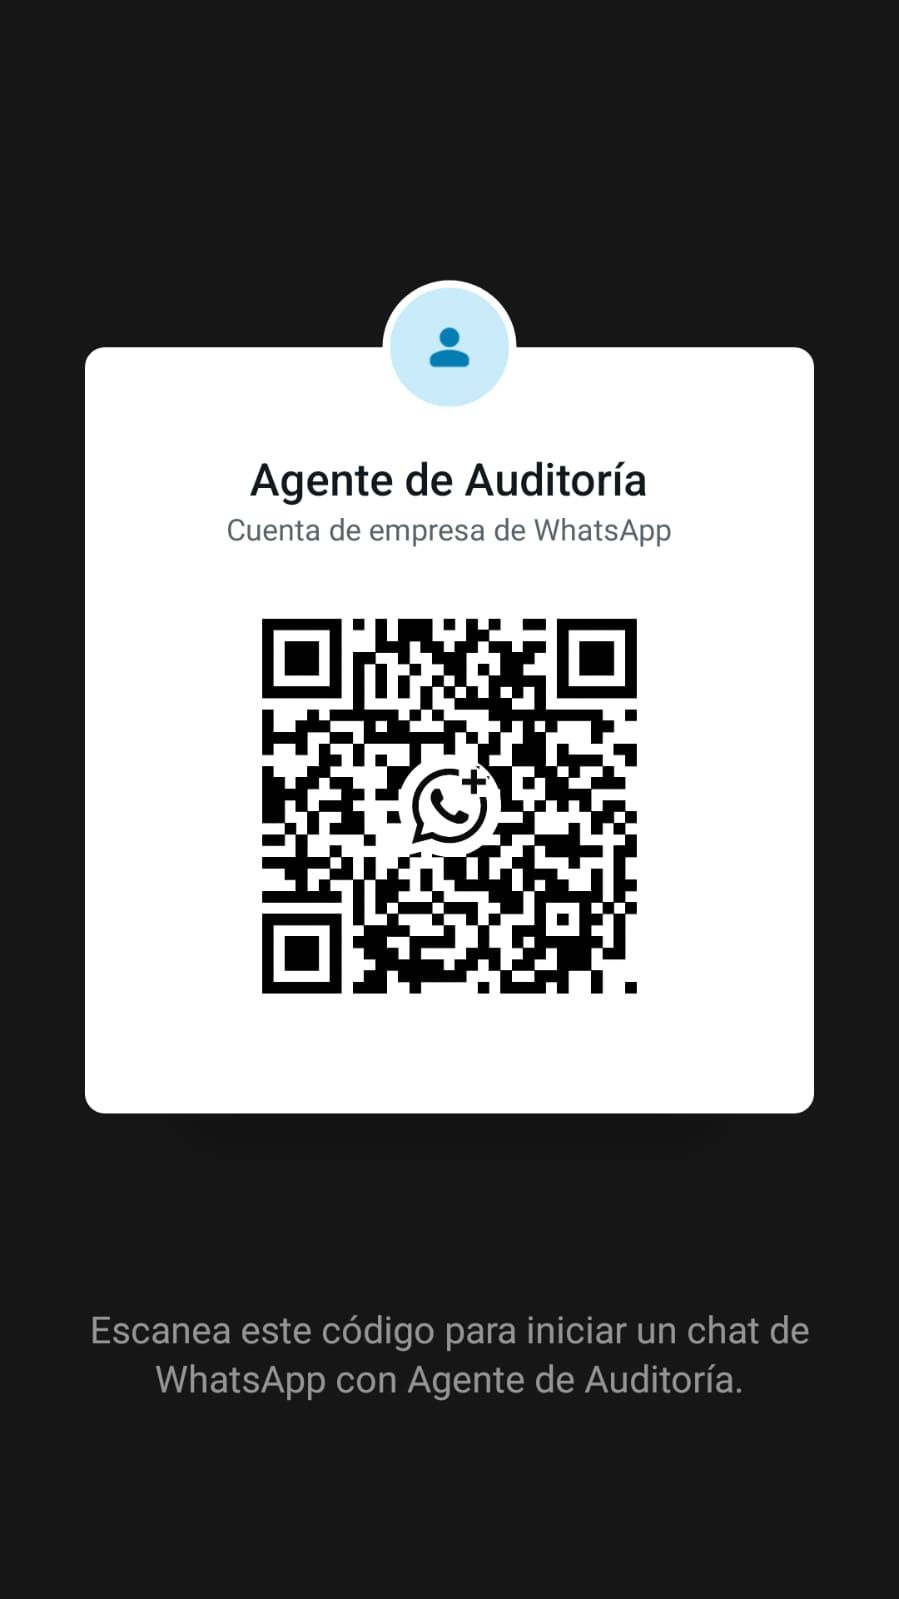 Agente de Auditoría
Cuenta de empresa de WhatsApp
Escanea este código para iniciar un chat de
WhatsApp con Agente de Auditoría.